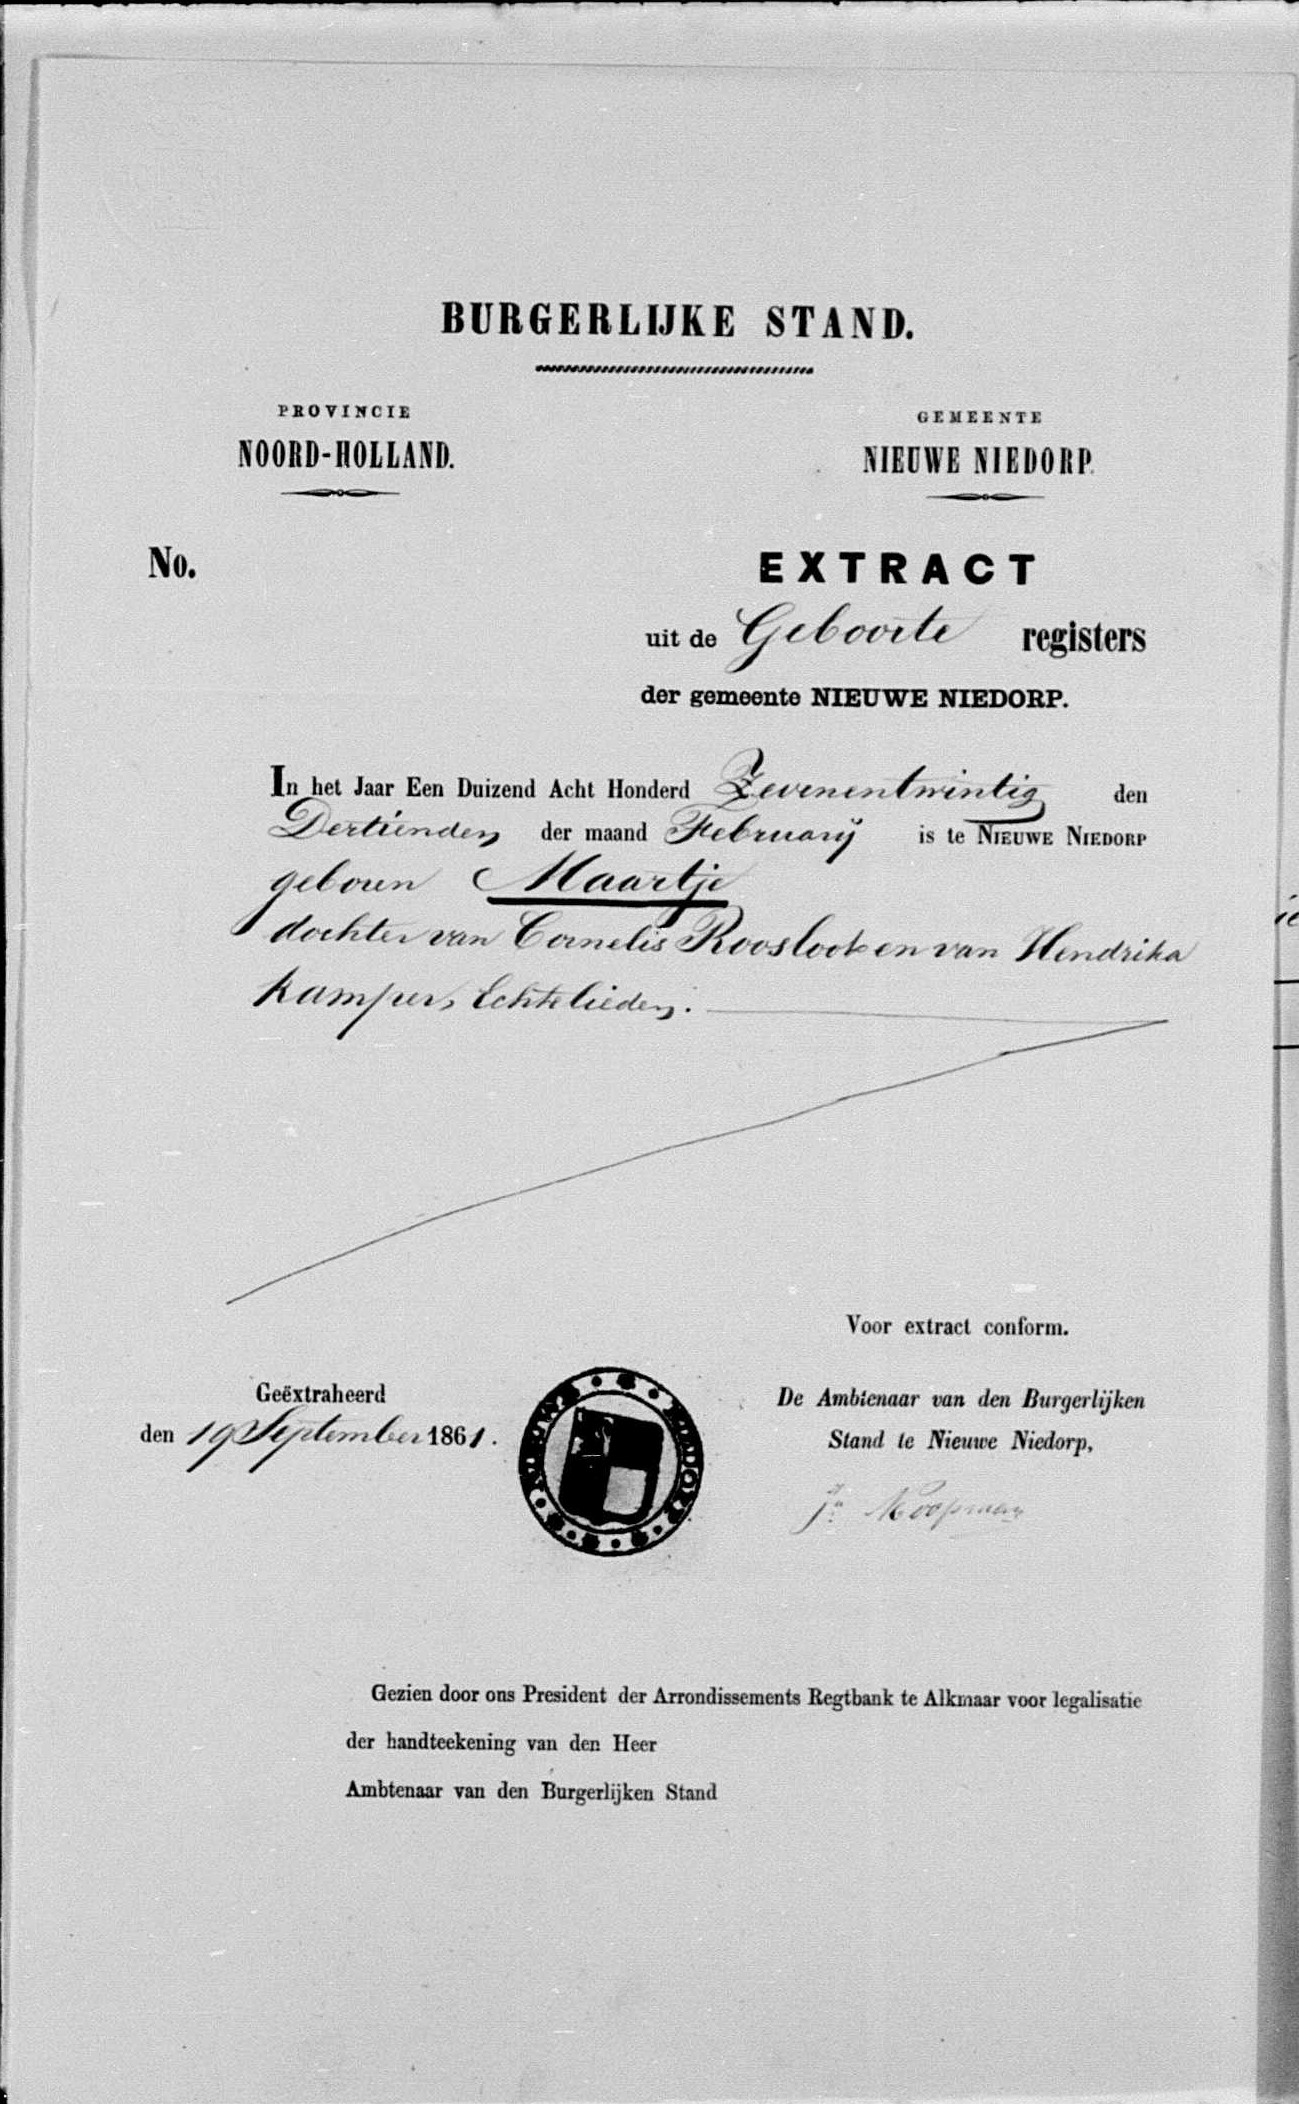 BURGERLIJKE STAND.
PROVINCIE
NOORD-HOLLAND.
GEMEENTE
NIEUWE NIEDORP.
No.
EXTRACT
uit de Geboorte registers
der gemeente NIEUWE NIEDORP.
In het Jaar Een Duizend Acht Honderd Zevenentwintig den
Dertienden der maand February is te NIEUWE NIEDORP
geboren Maartje
dochter van Cornelis Roosloot en van Hendrika
Kamper, Echtelieden.
Voor extract conform.
Geëxtraheerd
den 19 September 1861.
De Ambtenaar van den Burgerlijken
Stand te Nieuwe Niedorp,
Koopman
Gezien door ons President der Arrondissements Regtbank te Alkmaar voor legalisatie
der handteekening van den Heer
Ambtenaar van den Burgerlijken Stand